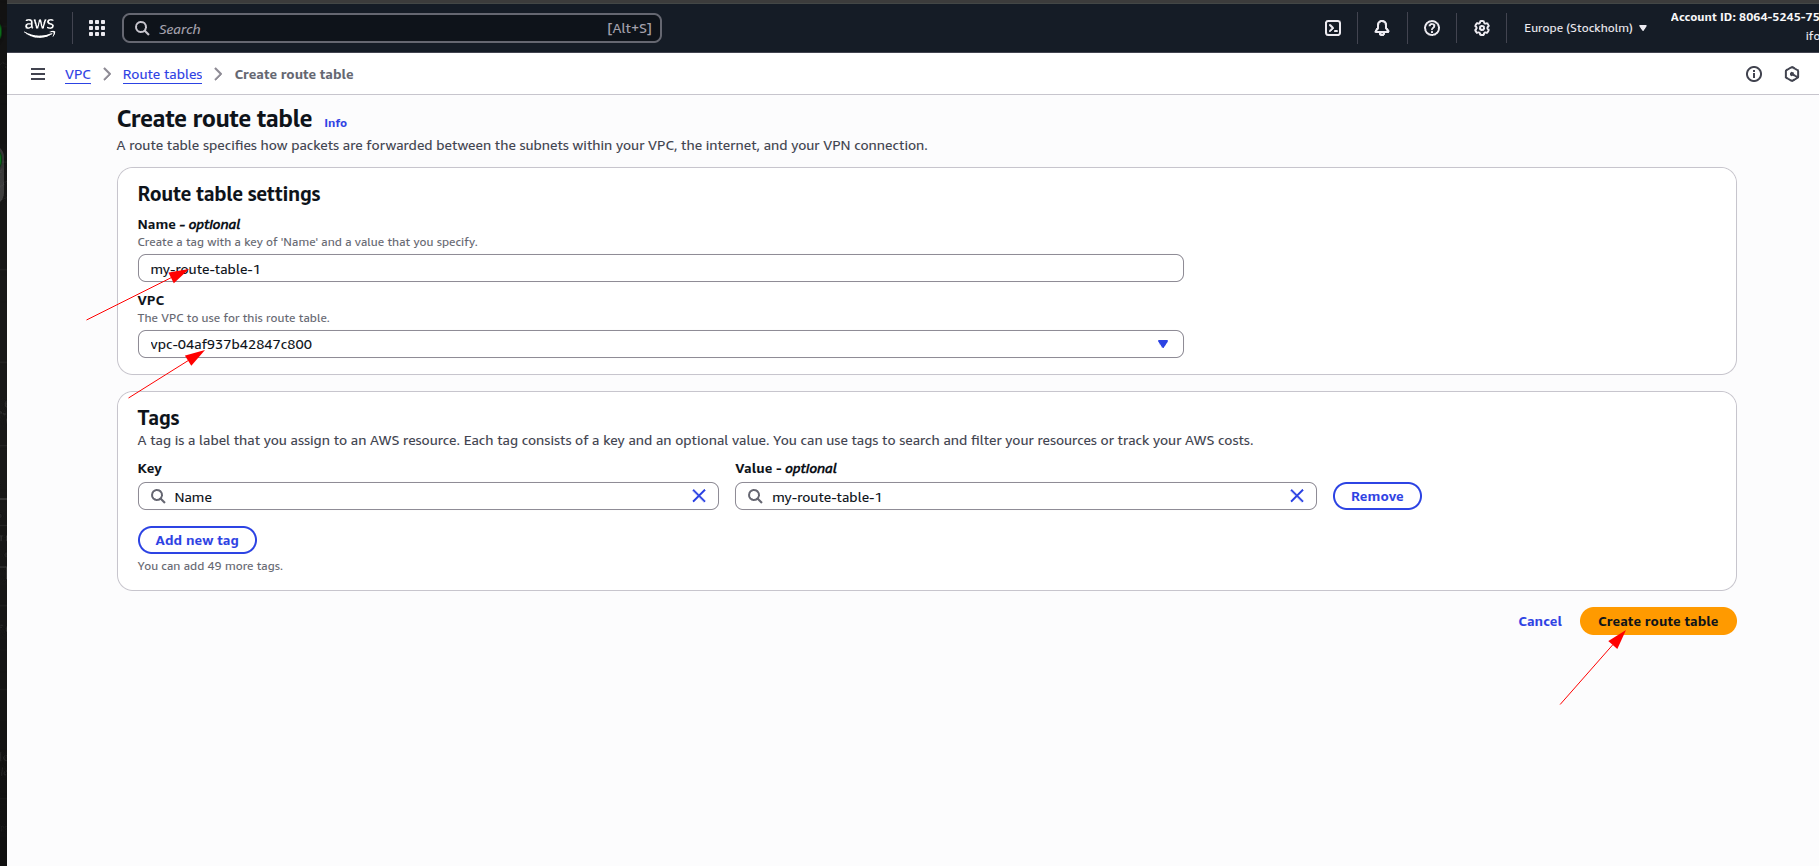 aws
Search [Alt+S]
Europe (Stockholm)
Account ID: 8064-5245-75
ifo
VPC > Route tables > Create route table
Create route table Info
A route table specifies how packets are forwarded between the subnets within your VPC, the internet, and your VPN connection.
Route table settings
Name – optional
Create a tag with a key of 'Name' and a value that you specify.
my-route-table-1
VPC
The VPC to use for this route table.
vpc-04af937b42847c800
Tags
A tag is a label that you assign to an AWS resource. Each tag consists of a key and an optional value. You can use tags to search and filter your resources or track your AWS costs.
Key Value – optional
Name my-route-table-1 Remove
Add new tag
You can add 49 more tags.
Cancel Create route table